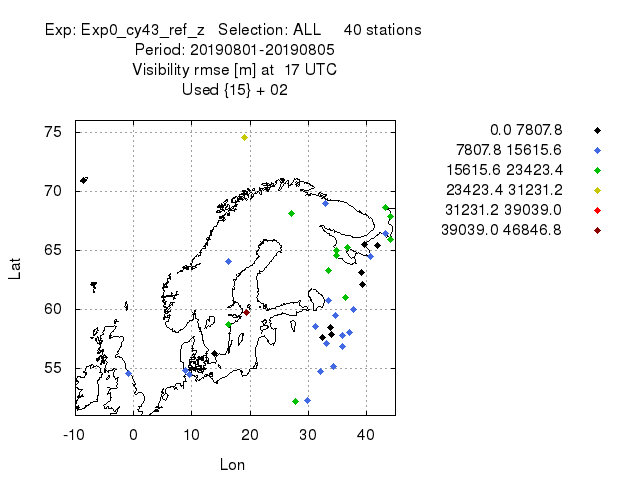 Exp: Exp0_cy43_ref_z   Selection: ALL     40 stations
Period: 20190801-20190805
Visibility rmse [m] at  17 UTC
Used {15} + 02
0.0 7807.8
7807.8 15615.6
15615.6 23423.4
23423.4 31231.2
31231.2 39039.0
39039.0 46846.8
75
70
65
60
55
Lat
-10 0 10 20 30 40
Lon